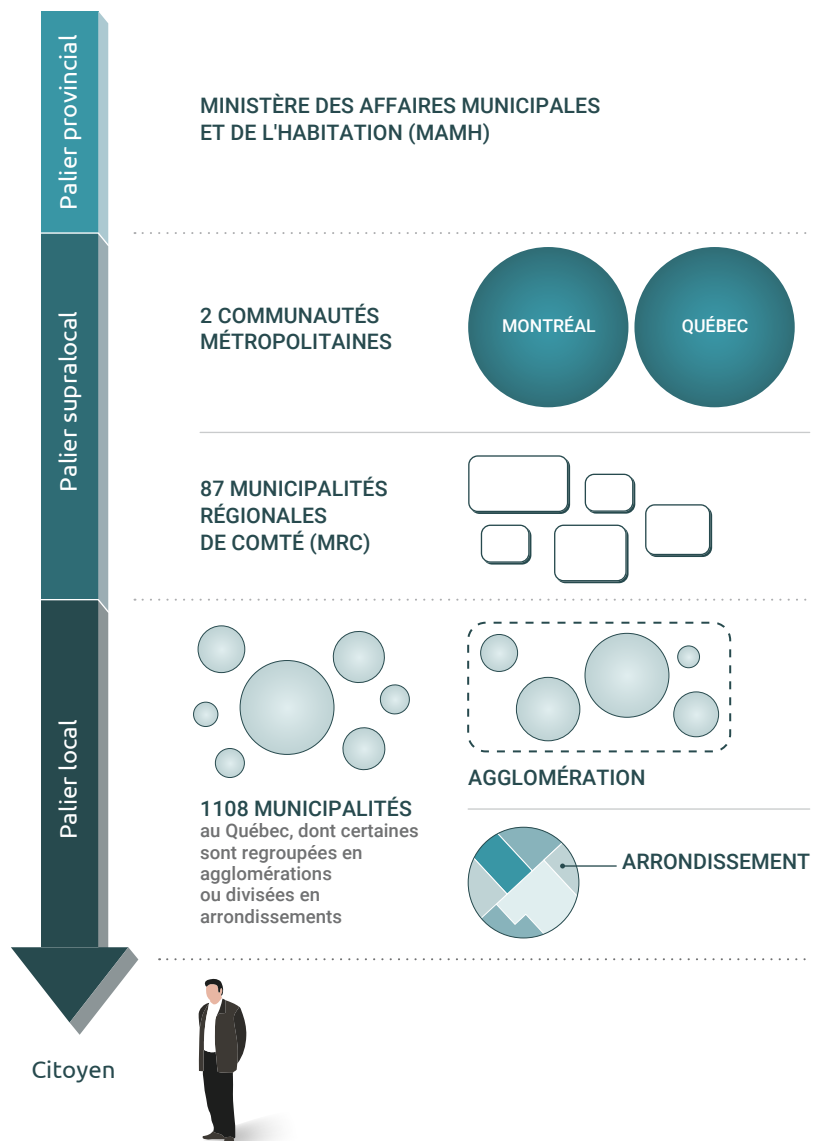 Palier provincial
MINISTÈRE DES AFFAIRES MUNICIPALES
ET DE L'HABITATION (MAMH)
Palier supralocal
2 COMMUNAUTÉS
MÉTROPOLITAINES
MONTRÉAL
QUÉBEC
87 MUNICIPALITÉS
RÉGIONALES
DE COMTÉ (MRC)
Palier local
1108 MUNICIPALITÉS
au Québec, dont certaines
sont regroupées en
agglomérations
ou divisées en
arrondissements
AGGLOMÉRATION
ARRONDISSEMENT
Citoyen